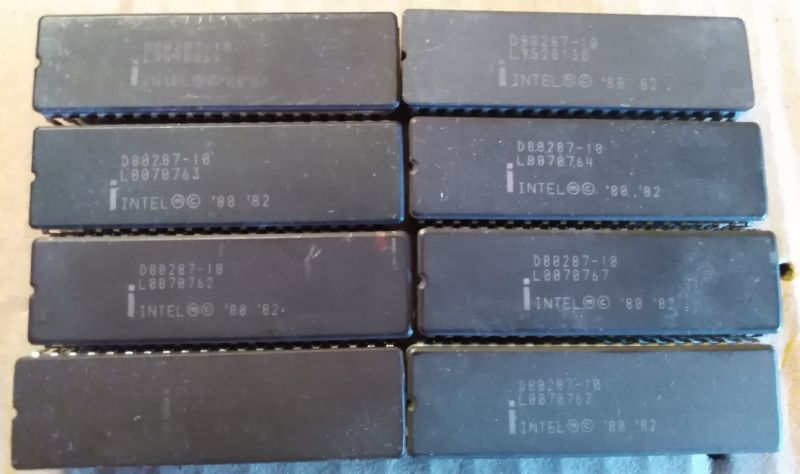 D80287-10
INTEL Ⓜ © '80 '82
D80287-10
L9520130
i INTEL Ⓜ © '80 '82
D80287-10
L0070763
i INTEL Ⓜ © '80 '82
D80287-10
L0070764
i INTEL Ⓜ © '80 '82
D80287-10
L0070762
i INTEL Ⓜ © '80 '82
D80287-10
L0070767
i INTEL Ⓜ © '80 '82
D80287-10
L0070762
i INTEL Ⓜ © '80 '82